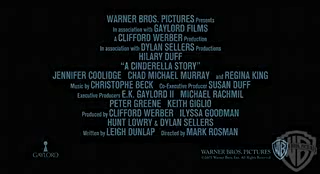 WARNER BROS. PICTURES Presents
In association with GAYLORD FILMS
A CLIFFORD WERBER Production
In association with DYLAN SELLERS Productions
HILARY DUFF
"A CINDERELLA STORY"
JENNIFER COOLIDGE CHAD MICHAEL MURRAY and REGINA KING
Music by CHRISTOPHE BECK Co-Executive Producer SUSAN DUFF
Executive Producers E.K. GAYLORD II MICHAEL RACHMIL
PETER GREENE KEITH GIGLIO
Produced by CLIFFORD WERBER ILYSSA GOODMAN
HUNT LOWRY & DYLAN SELLERS
Written by LEIGH DUNLAP Directed by MARK ROSMAN
GAYLORD
WARNER BROS. PICTURES
WB